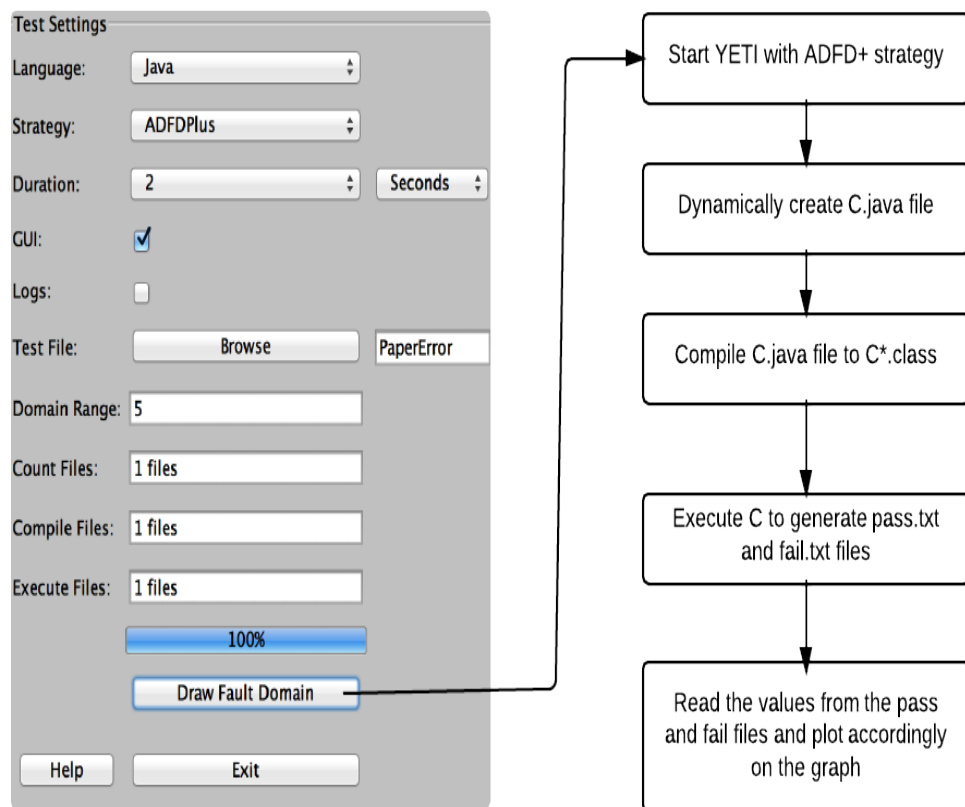 Test Settings
Language: Java
Strategy: ADFDPlus
Duration: 2 Seconds
GUI:
Logs:
Test File: Browse PaperError
Domain Range: 5
Count Files: 1 files
Compile Files: 1 files
Execute Files: 1 files
100%
Draw Fault Domain
Help Exit
Start YETI with ADFD+ strategy
Dynamically create C.java file
Compile C.java file to C*.class
Execute C to generate pass.txt
and fail.txt files
Read the values from the pass
and fail files and plot accordingly
on the graph